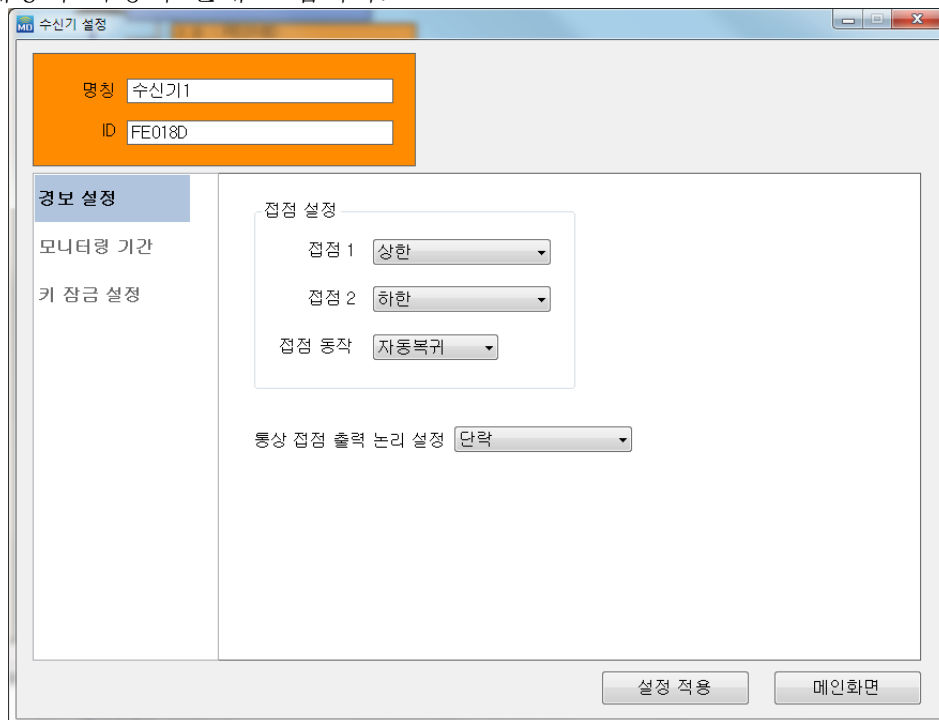 수신기 설정
명칭 수신기1
ID FE018D
경보 설정
모니터링 기간
키 잠금 설정
접점 설정
접점 1 상한
접점 2 하한
접점 동작 자동복귀
통상 접점 출력 논리 설정 단락
설정 적용 메인화면